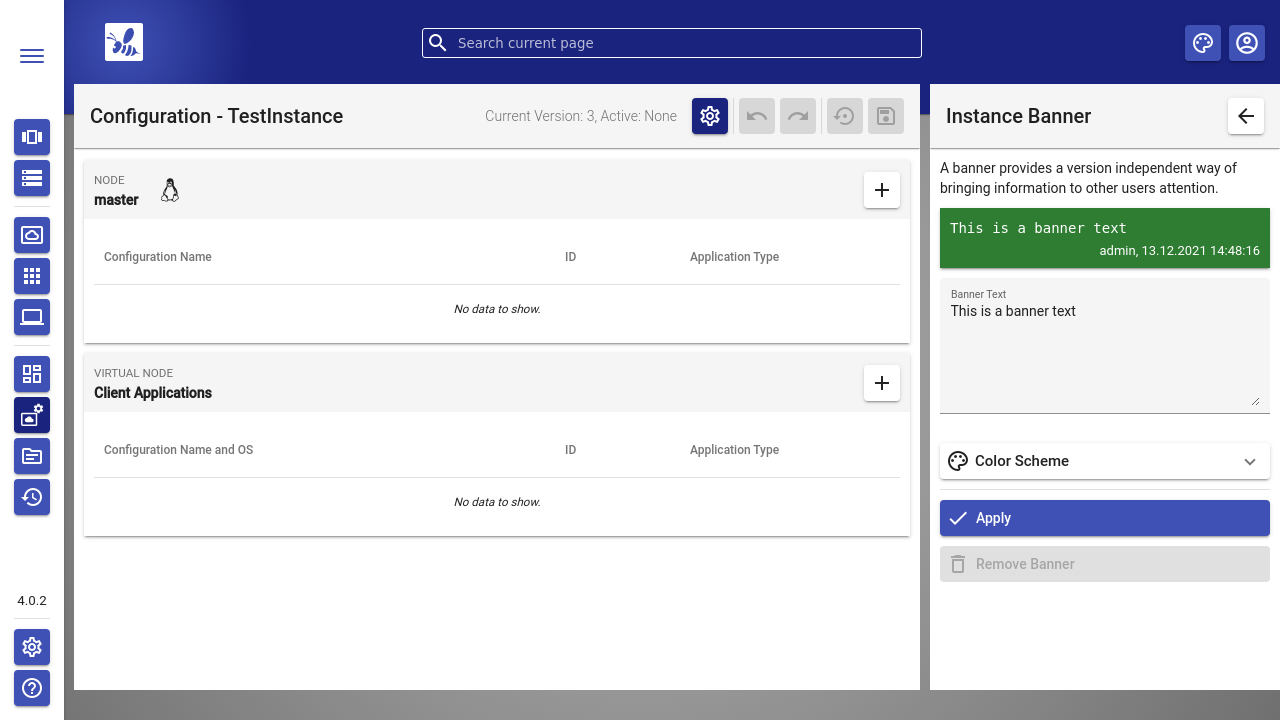 Search current page
Configuration - TestInstance
Current Version: 3, Active: None
NODE
master
Configuration Name ID Application Type
No data to show.
VIRTUAL NODE
Client Applications
Configuration Name and OS ID Application Type
No data to show.
Instance Banner
A banner provides a version independent way of
bringing information to other users attention.
This is a banner text
admin, 13.12.2021 14:48:16
Banner Text
This is a banner text
Color Scheme
Apply
Remove Banner
4.0.2